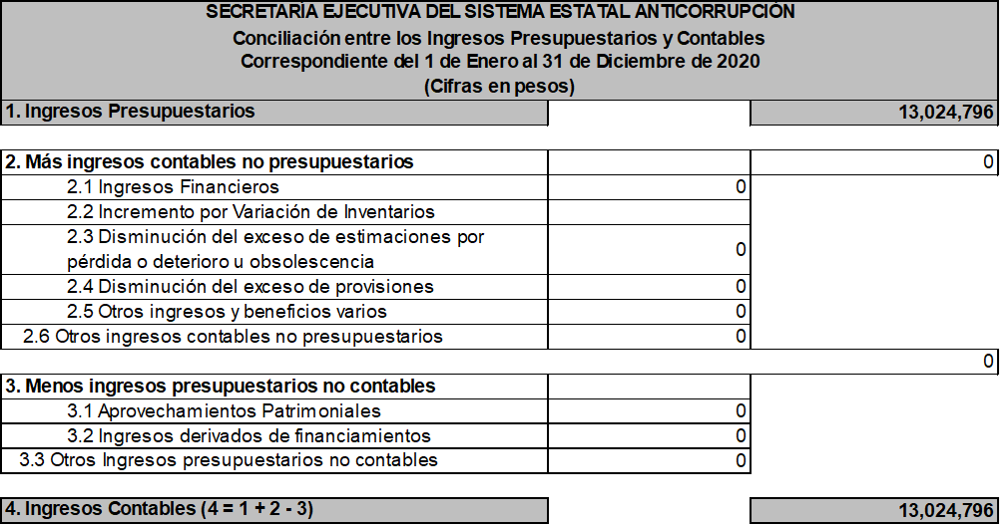 SECRETARÍA EJECUTIVA DEL SISTEMA ESTATAL ANTICORRUPCIÓN
Conciliación entre los Ingresos Presupuestarios y Contables
Correspondiente del 1 de Enero al 31 de Diciembre de 2020
(Cifras en pesos)
1. Ingresos Presupuestarios 13,024,796
2. Más ingresos contables no presupuestarios 0
2.1 Ingresos Financieros 0
2.2 Incremento por Variación de Inventarios
2.3 Disminución del exceso de estimaciones por
pérdida o deterioro u obsolescencia 0
2.4 Disminución del exceso de provisiones 0
2.5 Otros ingresos y beneficios varios 0
2.6 Otros ingresos contables no presupuestarios 0
0
3. Menos ingresos presupuestarios no contables
3.1 Aprovechamientos Patrimoniales 0
3.2 Ingresos derivados de financiamientos 0
3.3 Otros Ingresos presupuestarios no contables 0
4. Ingresos Contables (4 = 1 + 2 - 3) 13,024,796